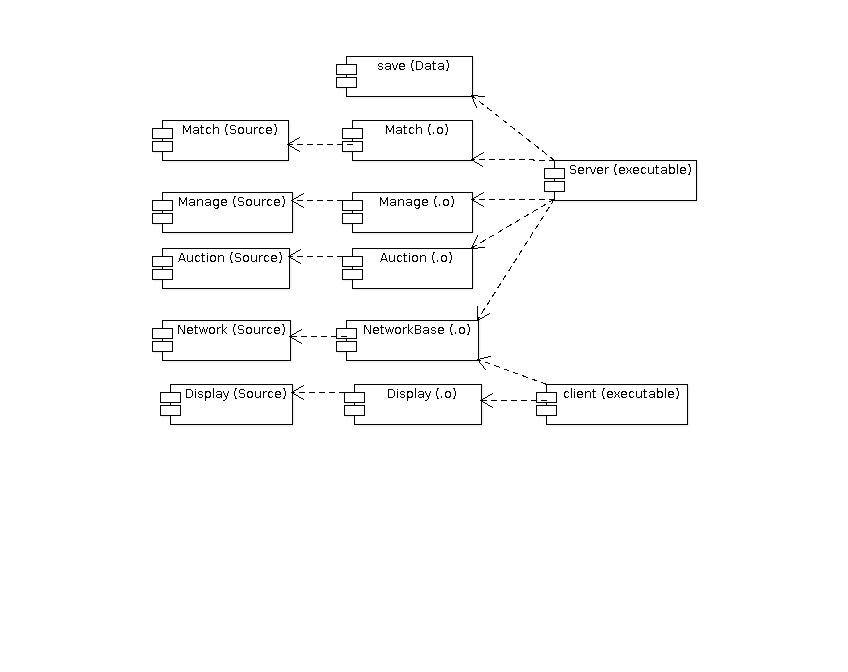 save (Data)
Match (Source)
Match (.o)
Server (executable)
Manage (Source)
Manage (.o)
Auction (Source)
Auction (.o)
Network (Source)
NetworkBase (.o)
Display (Source)
Display (.o)
client (executable)